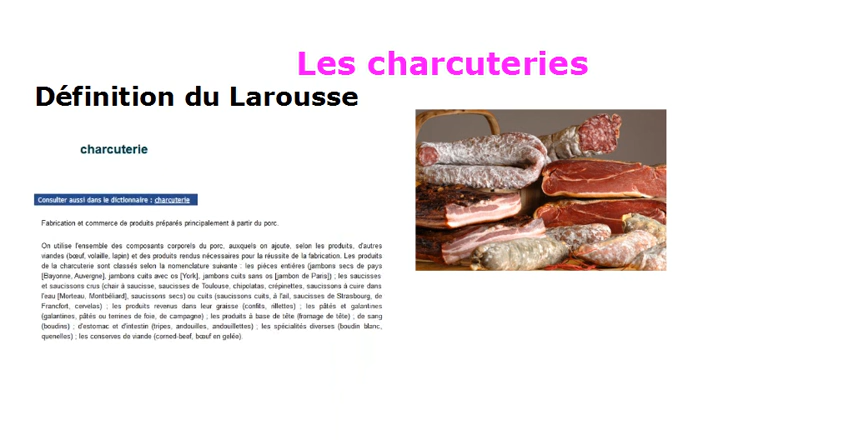 Les charcuteries
Définition du Larousse
charcuterie
Consulter aussi dans le dictionnaire : charcuterie
Fabrication et commerce de produits préparés principalement à partir du porc.
On utilise l'ensemble des composants corporels du porc, auxquels on ajoute, selon les produits, d'autres
viandes (bœuf, volaille, lapin) et des produits rendus nécessaires pour la réussite de la fabrication. Les produits
de la charcuterie sont classés selon la nomenclature suivante : les pièces entières (jambons secs de pays
[Bayonne, Auvergne], jambons cuits avec os [York], jambons cuits sans os [jambon de Paris]) ; les saucisses
et saucissons crus (chair à saucisse, saucisses de Toulouse, chipolatas, crépinettes, saucissons à cuire dans
l'eau [Morteau, Montbéliard], saucissons secs) ou cuits (saucissons cuits, à l'ail, saucisses de Strasbourg, de
Francfort, cervelas) ; les produits revenus dans leur graisse (confits, rillettes) ; les pâtés et galantines
(galantines, pâtés ou terrines de foie, de campagne) ; les produits à base de tête (fromage de tête) ; de sang
(boudins) ; d'estomac et d'intestin (tripes, andouilles, andouillettes) ; les spécialités diverses (boudin blanc,
quenelles) ; les conserves de viande (corned-beef, bœuf en gelée).